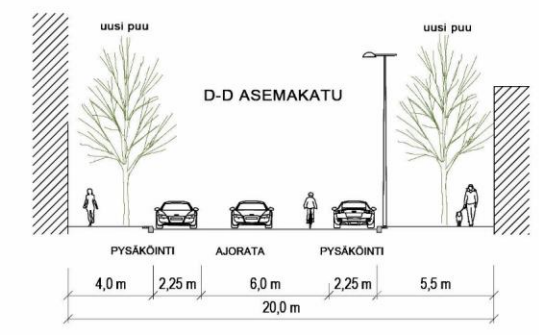 uusi puu uusi puu
D-D ASEMAKATU
PYSÄKÖINTI AJORATA PYSÄKÖINTI
4,0 m 2,25 m 6,0 m 2,25 m 5,5 m
20,0 m